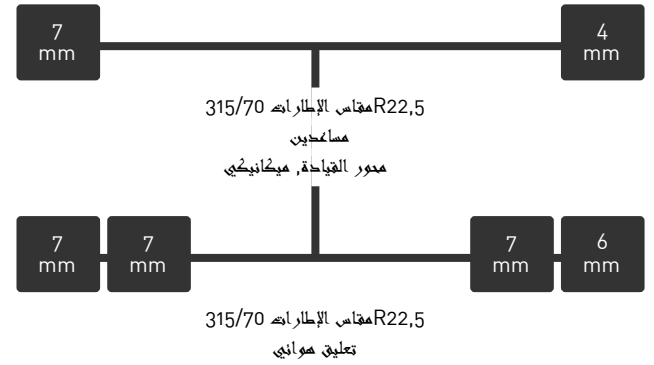 7 mm
4 mm
R22,5مقاس الإطارات 315/70
مساعدين
محور القيادة, ميكانيكي
7 mm
7 mm
7 mm
6 mm
R22,5مقاس الإطارات 315/70
تعليق هوائي